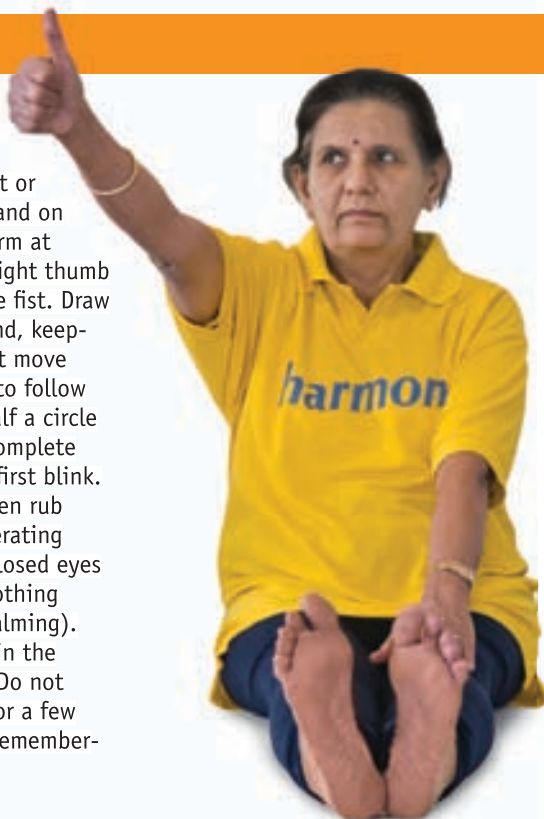 t or
and on
rm at
ight thumb
e fist. Draw
nd, keep-
t move
to follow
lf a circle
omplete
first blink.
en rub
erating
losed eyes
othing
alming).
in the
Do not
or a few
emember-
harmon